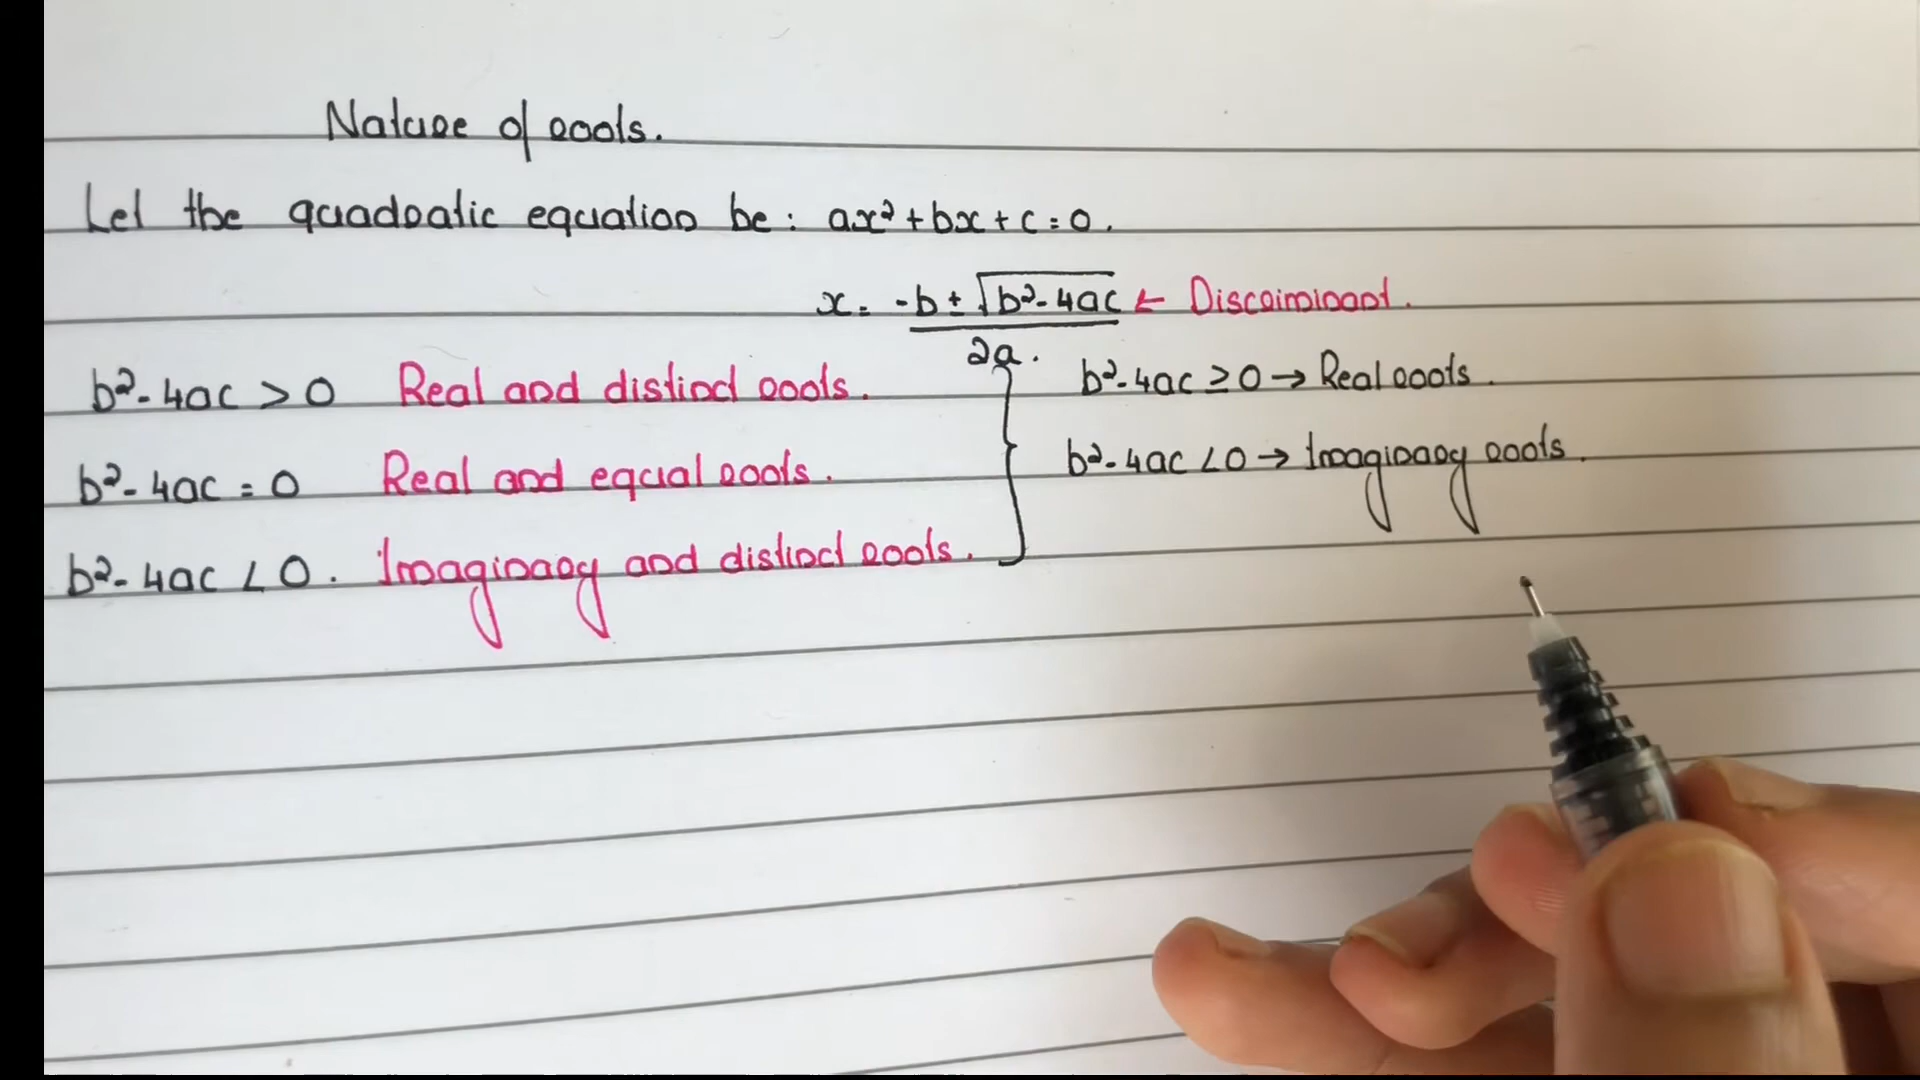 Nature of roots.
Let the quadratic equation be: ax²+bx+c=0.
x = -b ± √b²-4ac ← Discriminant.
2a.
b²-4ac > 0 Real and distinct roots.
b²-4ac = 0 Real and equal roots.
b²-4ac < 0. Imaginary and distinct roots.
b²-4ac ≥ 0 → Real roots.
b²-4ac < 0 → Imaginary roots.